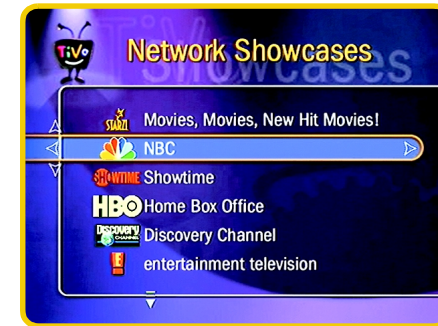 TiVo
Network Showcases
STARZ!
Movies, Movies, New Hit Movies!
NBC
SHOWTIME
Showtime
HBO
Home Box Office
Discovery
CHANNEL
Discovery Channel
E!
entertainment television